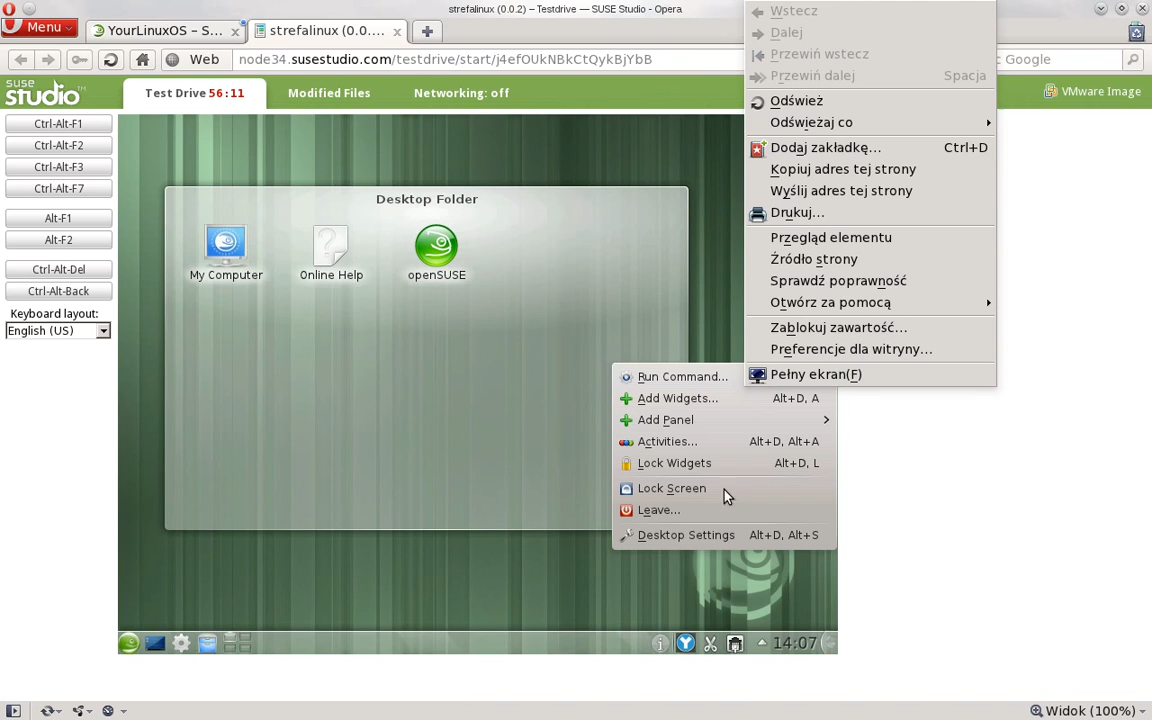 strefalinux (0.0.2) – Testdrive – SUSE Studio - Opera
Menu
YourLinuxOS – S...
strefalinux (0.0....
Web
node34.susestudio.com/testdrive/start/j4efOUkNBkCtQykBjYbB
Google
suse studio
Test Drive 56:11
Modified Files
Networking: off
VMware Image
Ctrl-Alt-F1
Ctrl-Alt-F2
Ctrl-Alt-F3
Ctrl-Alt-F7
Alt-F1
Alt-F2
Ctrl-Alt-Del
Ctrl-Alt-Back
Keyboard layout:
English (US)
Desktop Folder
My Computer
Online Help
openSUSE
Wstecz
Dalej
Przewiń wstecz
Przewiń dalej Spacja
Odśwież
Odświeżaj co
Dodaj zakładkę... Ctrl+D
Kopiuj adres tej strony
Wyślij adres tej strony
Drukuj...
Przegląd elementu
Źródło strony
Sprawdź poprawność
Otwórz za pomocą
Zablokuj zawartość...
Preferencje dla witryny...
Pełny ekran(F)
Run Command...
Add Widgets... Alt+D, A
Add Panel
Activities... Alt+D, Alt+A
Lock Widgets Alt+D, L
Lock Screen
Leave...
Desktop Settings Alt+D, Alt+S
14:07
Widok (100%)